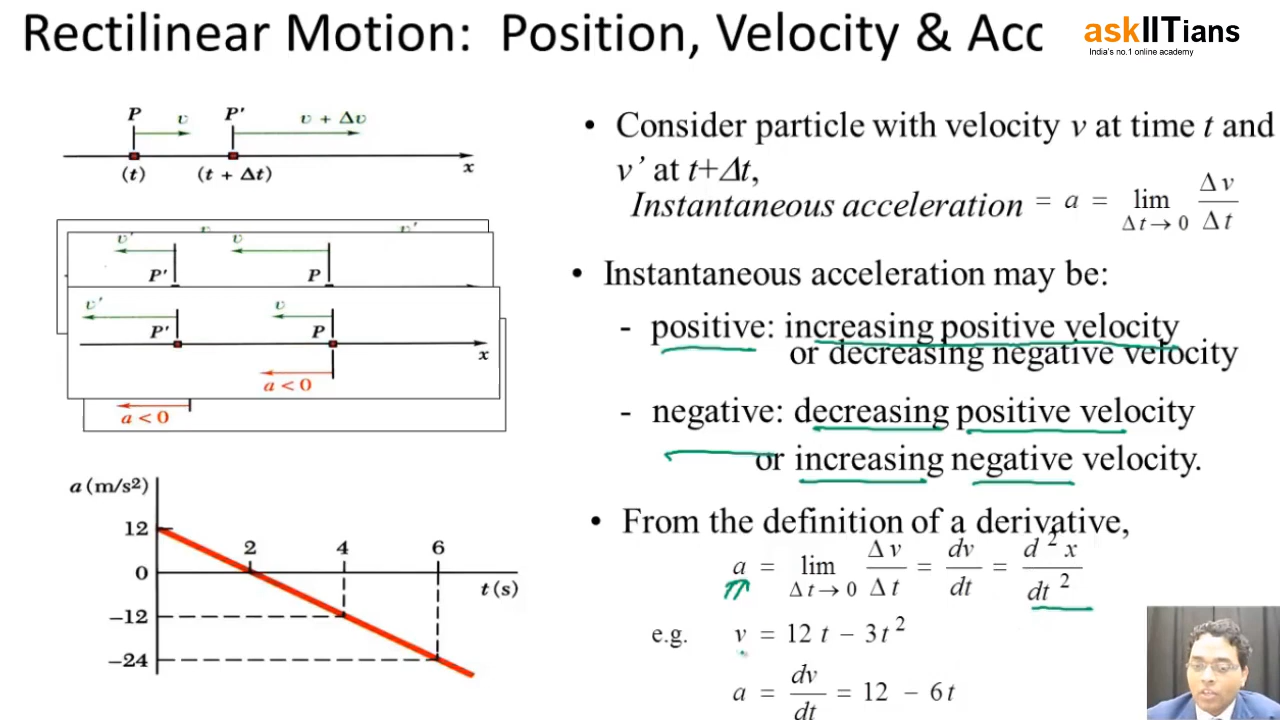 Rectilinear Motion: Position, Velocity & Acc
askIITians
India's no.1 online academy
P v P' v + Δv
(t) (t + Δt) x
v' v
P' P
v' v
P' P
x
a < 0
a < 0
• Consider particle with velocity v at time t and
v' at t+Δt,
Instantaneous acceleration = a = lim Δt→0 Δv/Δt
• Instantaneous acceleration may be:
- positive: increasing positive velocity
or decreasing negative velocity
- negative: decreasing positive velocity
or increasing negative velocity.
• From the definition of a derivative,
a = lim Δt→0 Δv/Δt = dv/dt = d²x/dt²
e.g. v = 12t − 3t²
a = dv/dt = 12 − 6t
a (m/s²)
12
2 4 6
0
t (s)
−12
−24